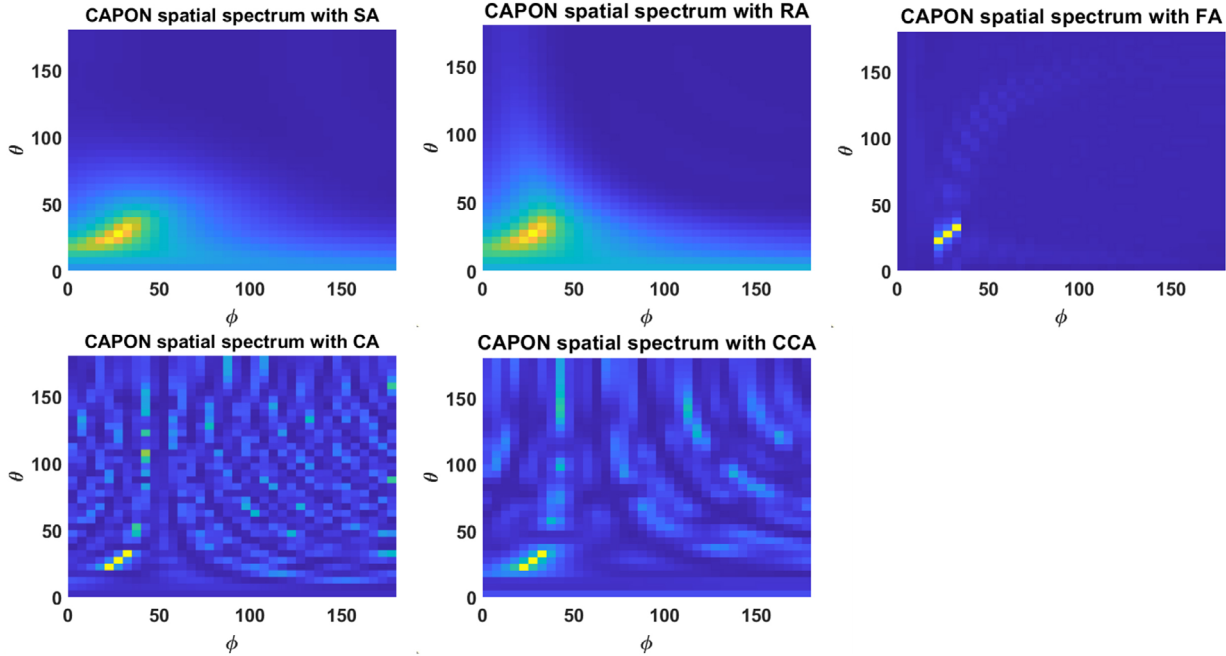 CAPON spatial spectrum with SA
150
100
50
0
θ
0 50 100 150
ϕ
CAPON spatial spectrum with RA
150
100
50
0
θ
0 50 100 150
ϕ
CAPON spatial spectrum with FA
150
100
50
0
θ
0 50 100 150
ϕ
CAPON spatial spectrum with CA
150
100
50
0
θ
0 50 100 150
ϕ
CAPON spatial spectrum with CCA
150
100
50
0
θ
0 50 100 150
ϕ